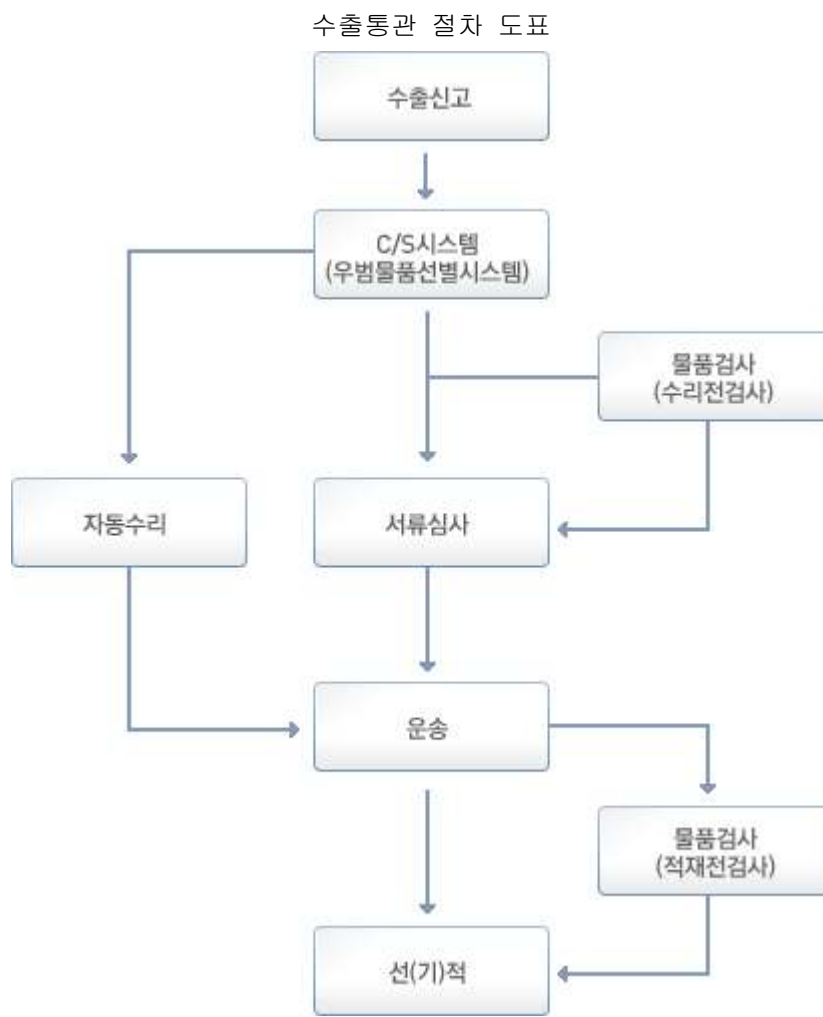 수출통관 절차 도표
수출신고
C/S시스템
(우범물품선별시스템)
물품검사
(수리전검사)
자동수리
서류심사
운송
물품검사
(적재전검사)
선(기)적